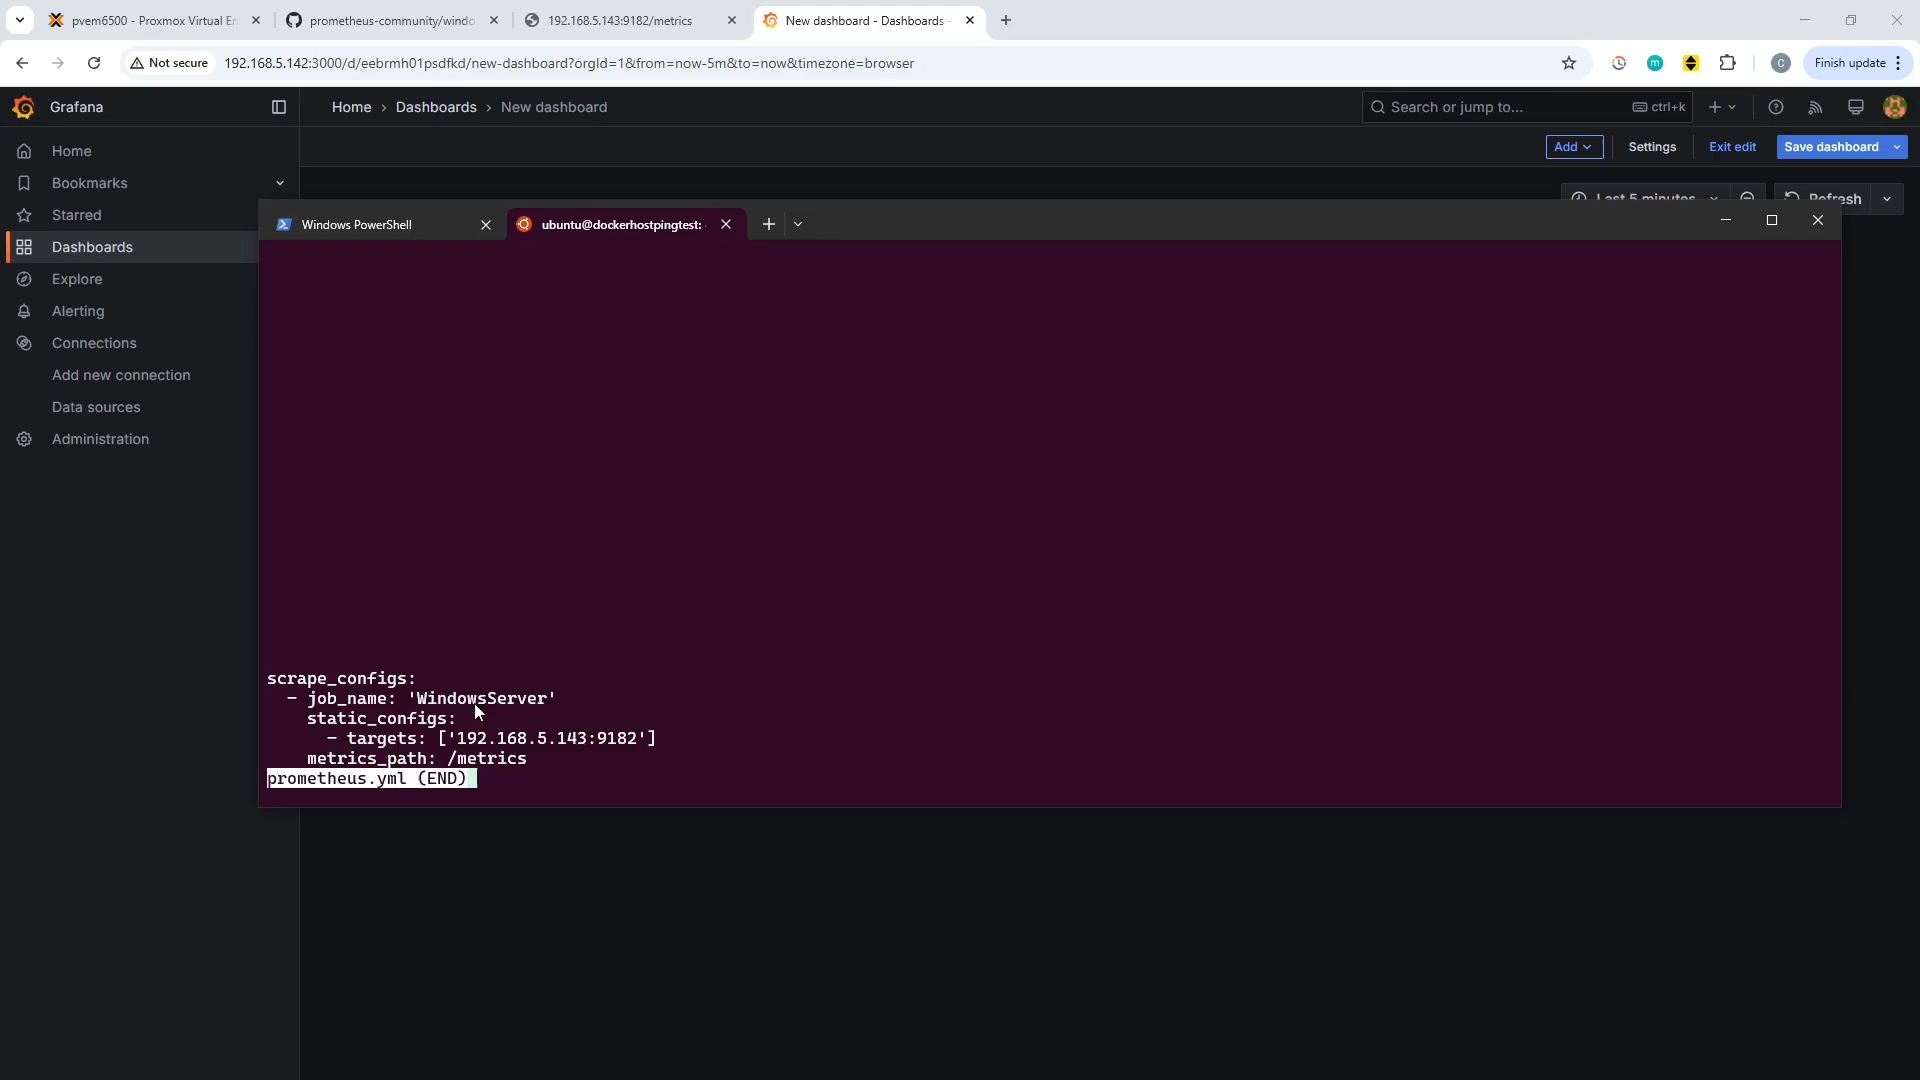 pvem6500 - Proxmox Virtual En
prometheus-community/windo
192.168.5.143:9182/metrics
New dashboard - Dashboards -
Not secure
192.168.5.142:3000/d/eebrmh01psdfkd/new-dashboard?orgId=1&from=now-5m&to=now&timezone=browser
m
C
Finish update
Grafana
Home › Dashboards › New dashboard
Search or jump to...
ctrl+k
Home
Add
Settings
Exit edit
Save dashboard
Bookmarks
Last 5 minutes
Refresh
Starred
Windows PowerShell
ubuntu@dockerhostpingtest:
Dashboards
Explore
Alerting
Connections
Add new connection
Data sources
Administration
scrape_configs:
  - job_name: 'WindowsServer'
    static_configs:
      - targets: ['192.168.5.143:9182']
    metrics_path: /metrics
prometheus.yml (END)